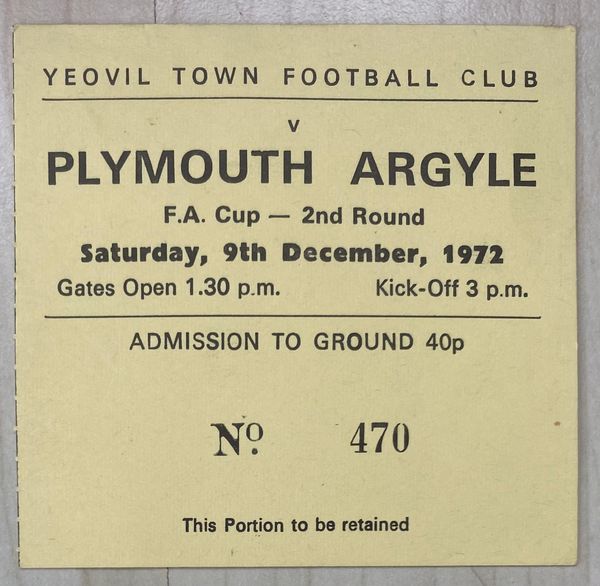 YEOVIL TOWN FOOTBALL CLUB
v
PLYMOUTH ARGYLE
F.A. Cup — 2nd Round
Saturday, 9th December, 1972
Gates Open 1.30 p.m. Kick-Off 3 p.m.
ADMISSION TO GROUND 40p
Nº. 470
This Portion to be retained